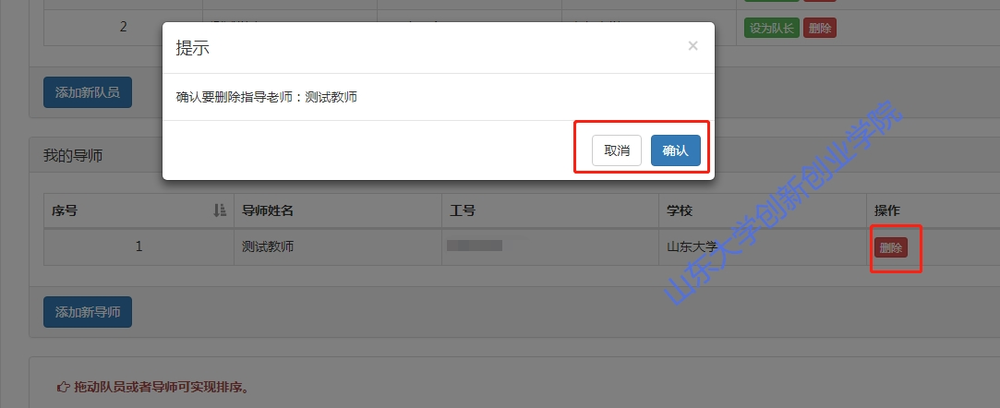 2
设为队长 删除
提示
×
确认要删除指导老师：测试教师
取消 确认
添加新队员
我的导师
序号 导师姓名 工号 学校 操作
1 测试教师 山东大学 删除
添加新导师
拖动队员或者导师可实现排序。
山东大学创新创业学院